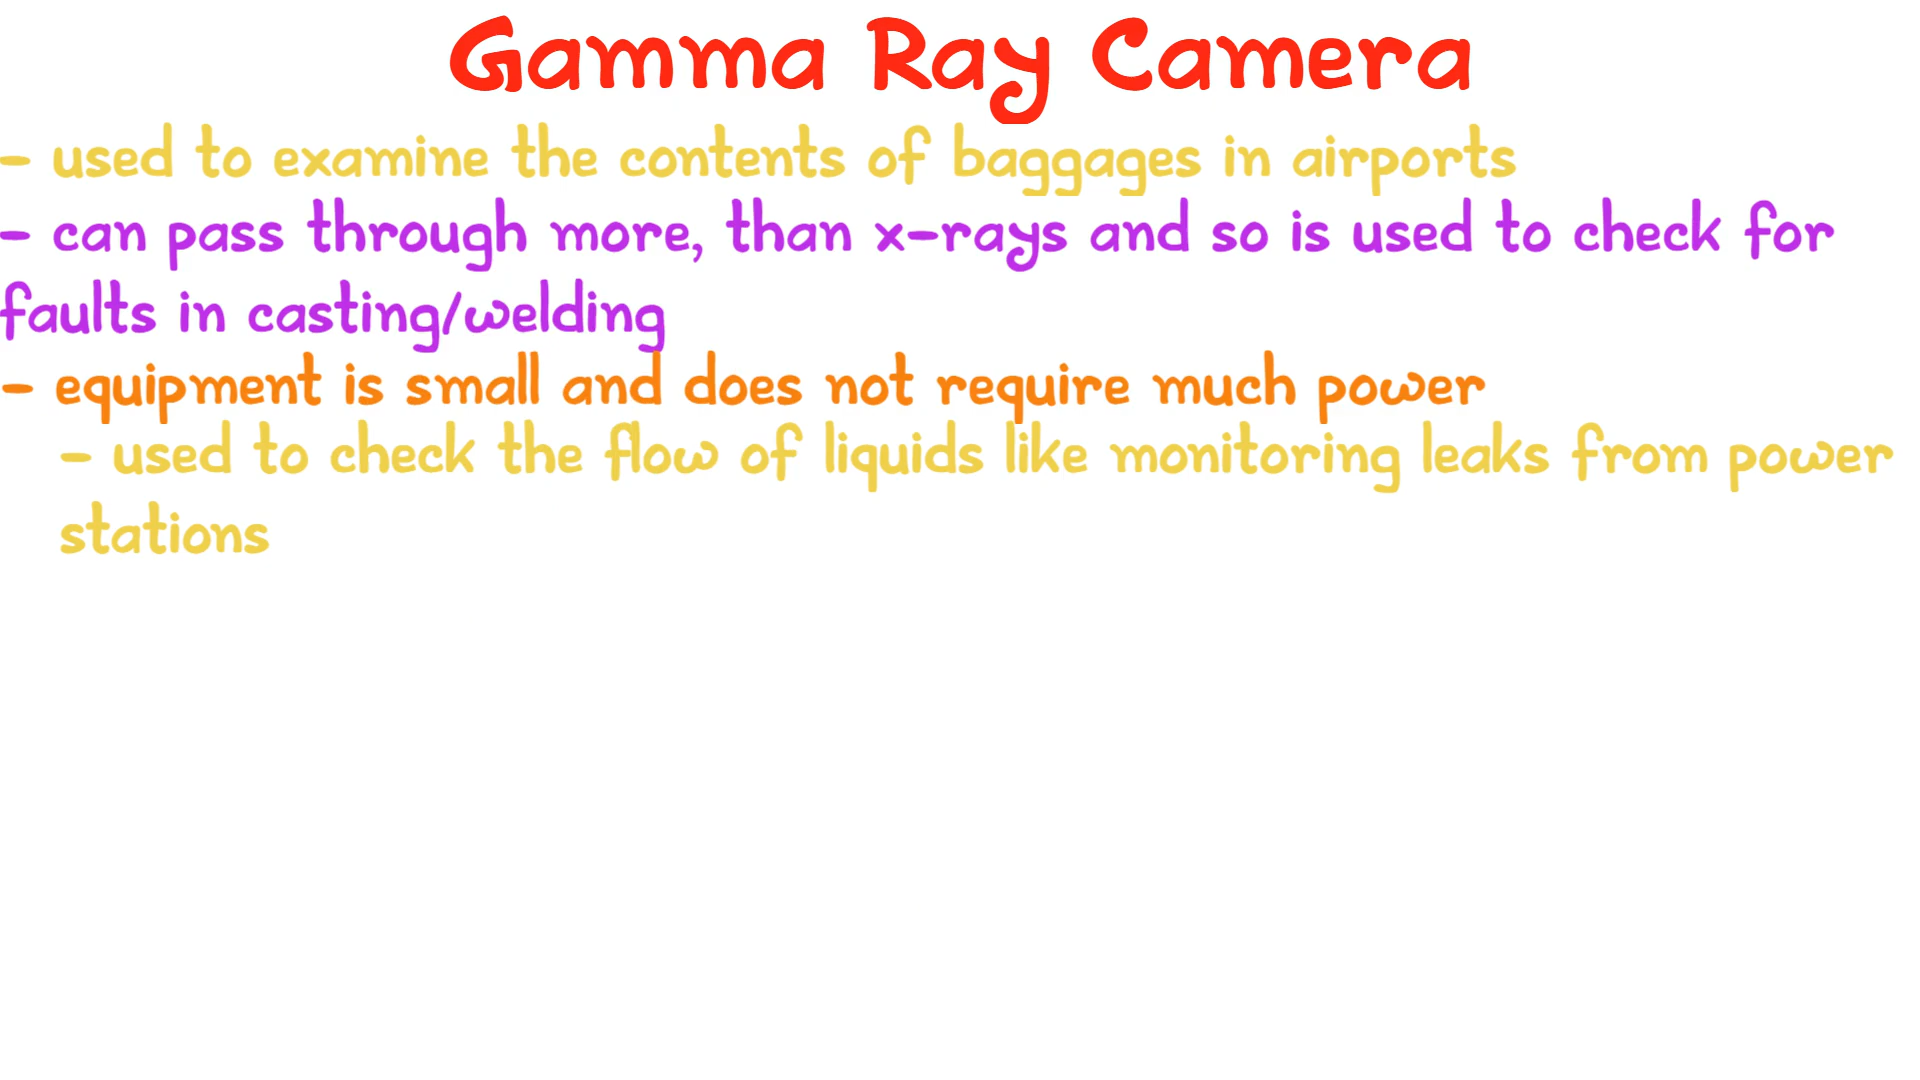 Gamma Ray Camera
- used to examine the contents of baggages in airports
- can pass through more, than x-rays and so is used to check for
faults in casting/welding
- equipment is small and does not require much power
- used to check the flow of liquids like monitoring leaks from power
stations